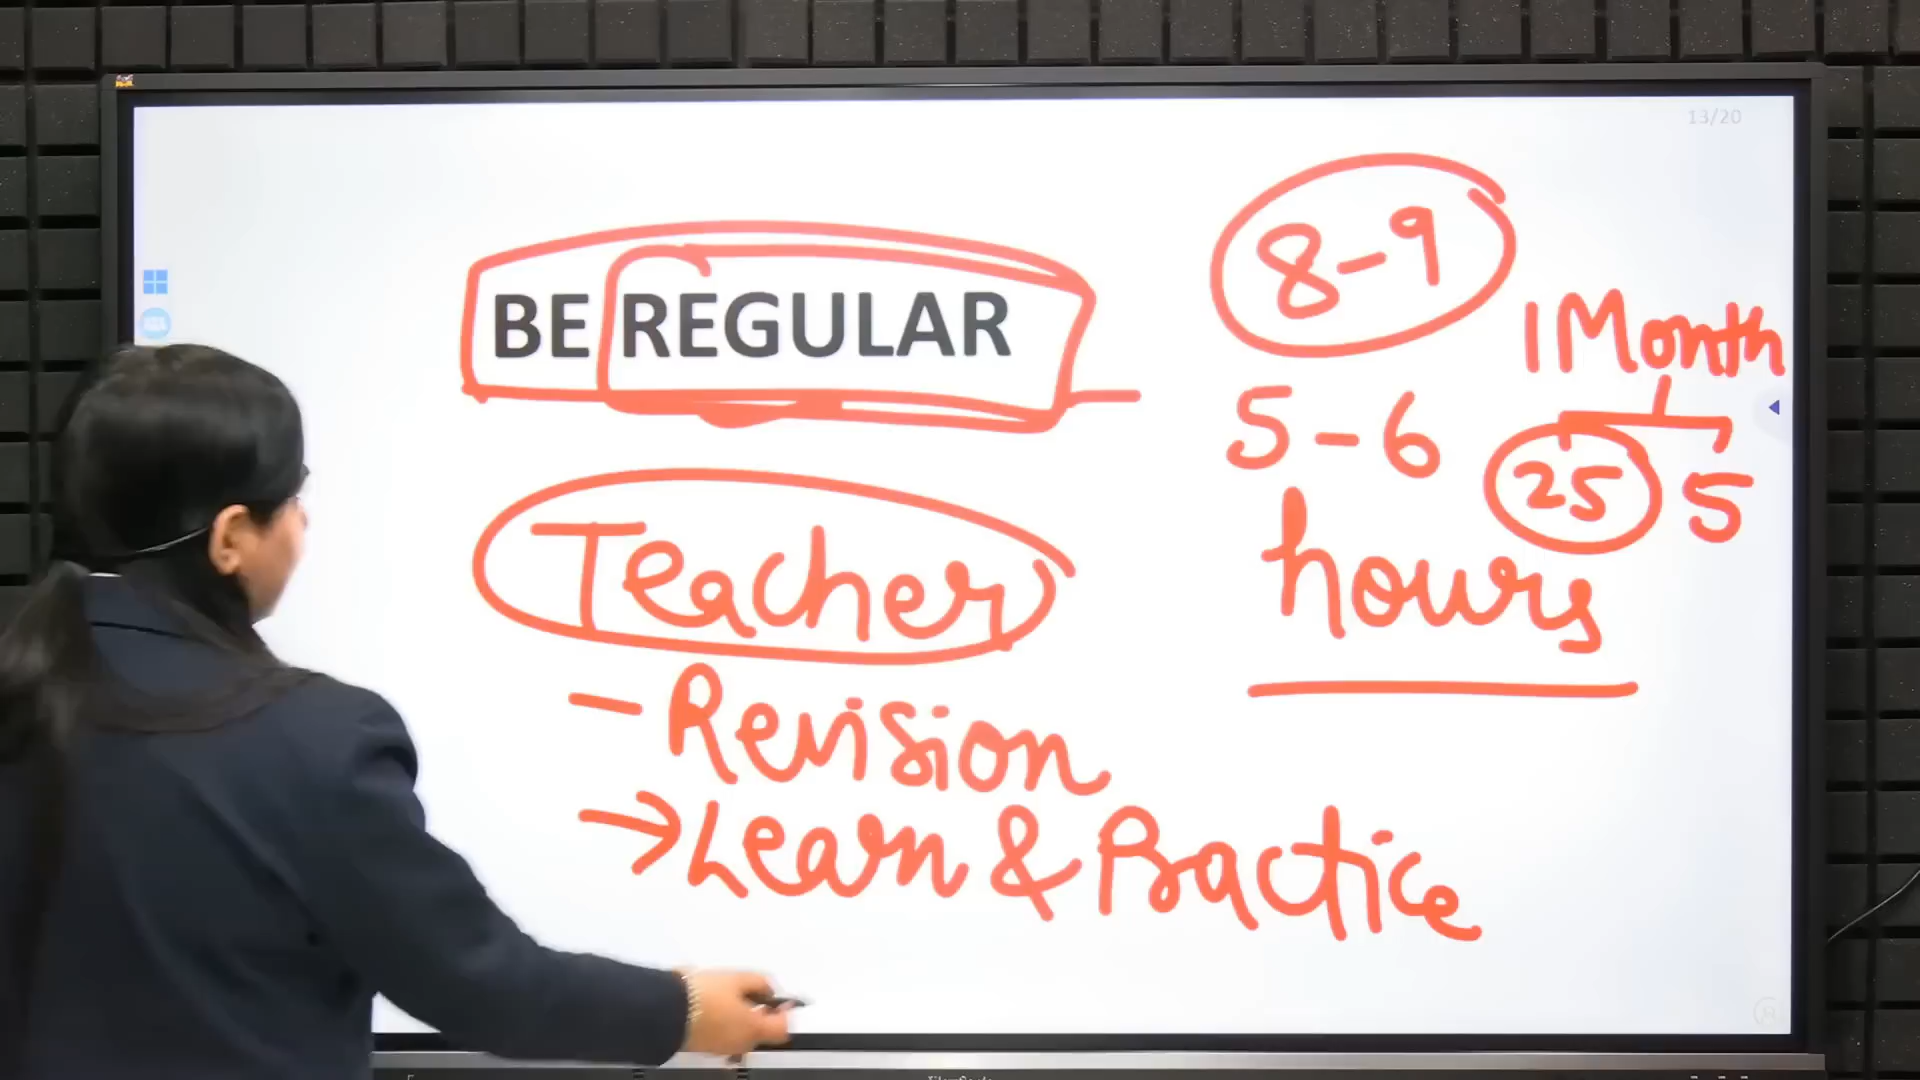 13/20
BE REGULAR
8-9
1 Month
5-6
25 5
hours
Teacher
- Revision
→ Learn & Practice